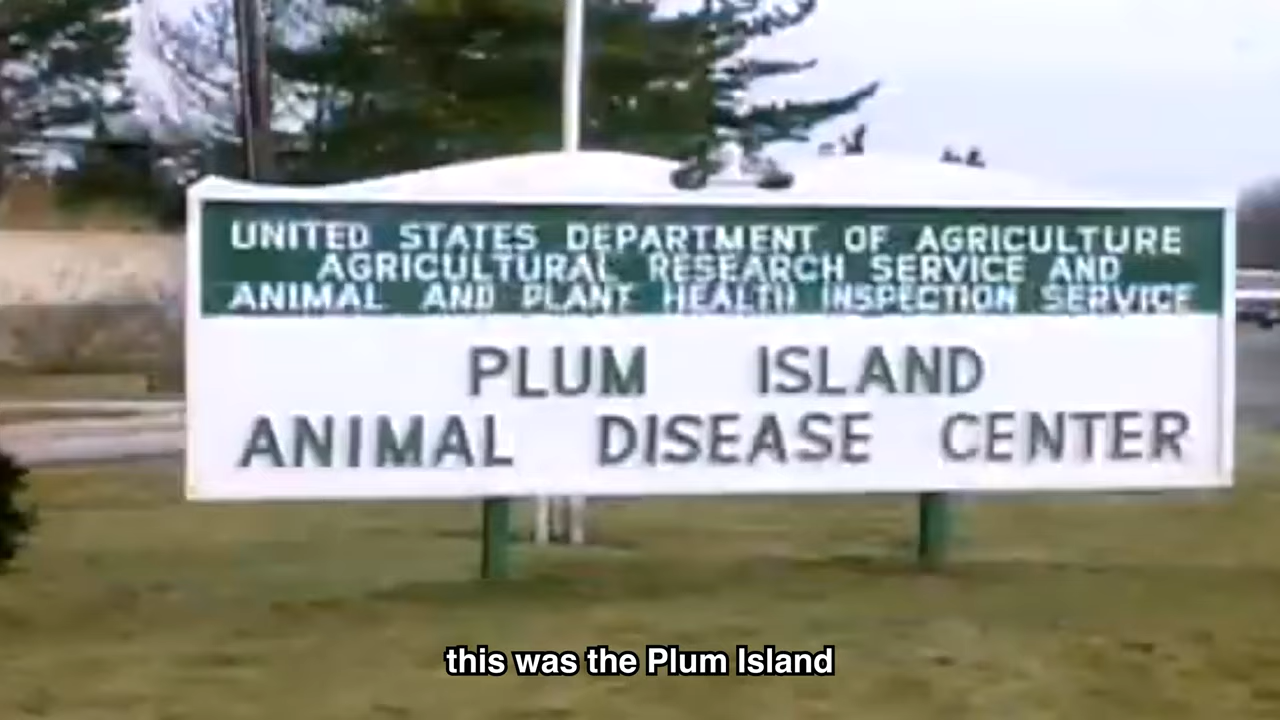 UNITED STATES DEPARTMENT OF AGRICULTURE
AGRICULTURAL RESEARCH SERVICE AND
ANIMAL AND PLANT HEALTH INSPECTION SERVICE
PLUM ISLAND
ANIMAL DISEASE CENTER
this was the Plum Island